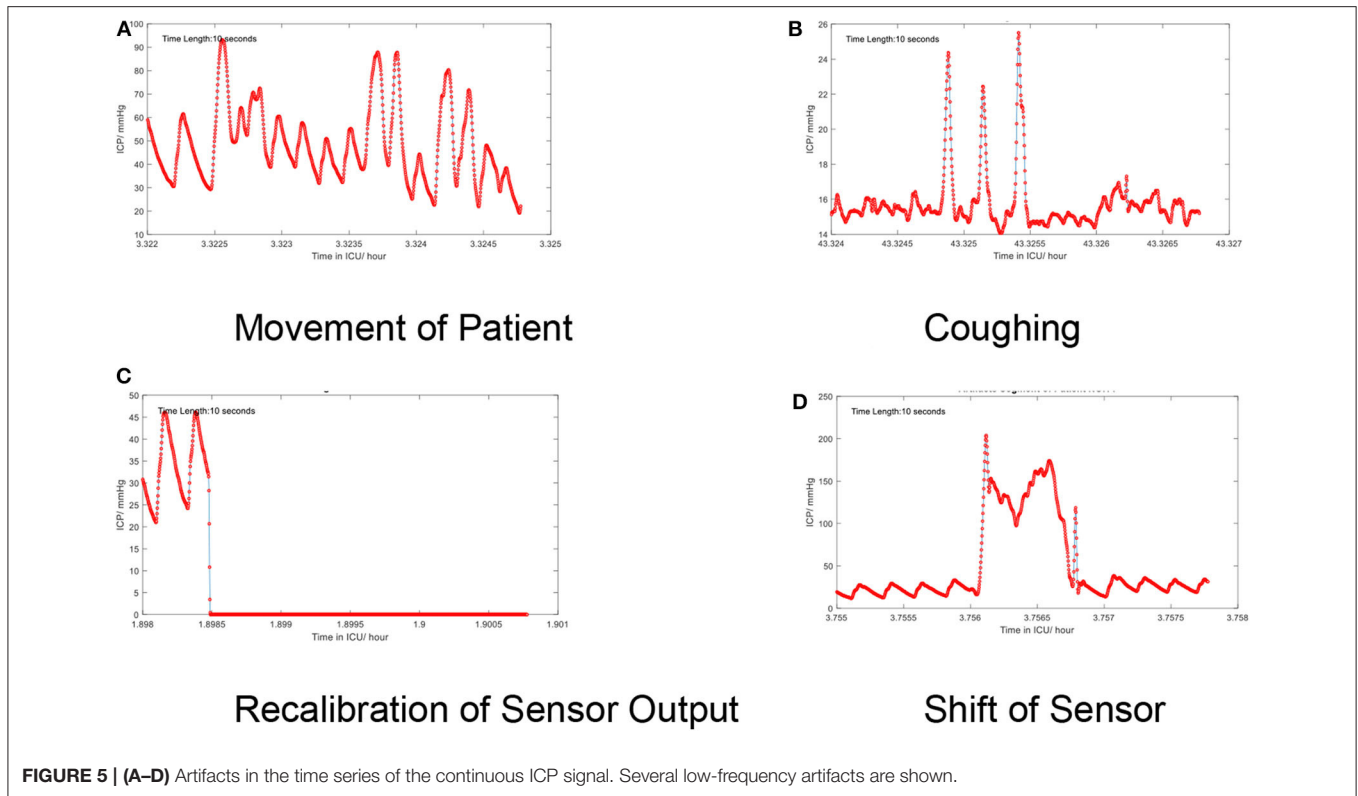 A
Time Length:10 seconds
100
90
80
70
60
50
40
30
20
10
ICP/ mmHg
3.322
3.3225
3.323
3.3235
3.324
3.3245
3.325
Time in ICU/ hour
Movement of Patient
B
Time Length:10 seconds
26
24
22
20
18
16
14
ICP/ mmHg
43.324
43.3245
43.325
43.3255
43.326
43.3265
43.327
Time in ICU/ hour
Coughing
C
Time Length:10 seconds
50
45
40
35
30
25
20
15
10
5
0
ICP/ mmHg
1.898
1.8985
1.899
1.8995
1.9
1.9005
1.901
Time in ICU/ hour
Recalibration of Sensor Output
D
Time Length:10 seconds
250
200
150
100
50
0
ICP/ mmHg
3.755
3.7555
3.756
3.7565
3.757
3.7575
3.758
Time in ICU/ hour
Shift of Sensor
FIGURE 5 | (A–D) Artifacts in the time series of the continuous ICP signal. Several low-frequency artifacts are shown.